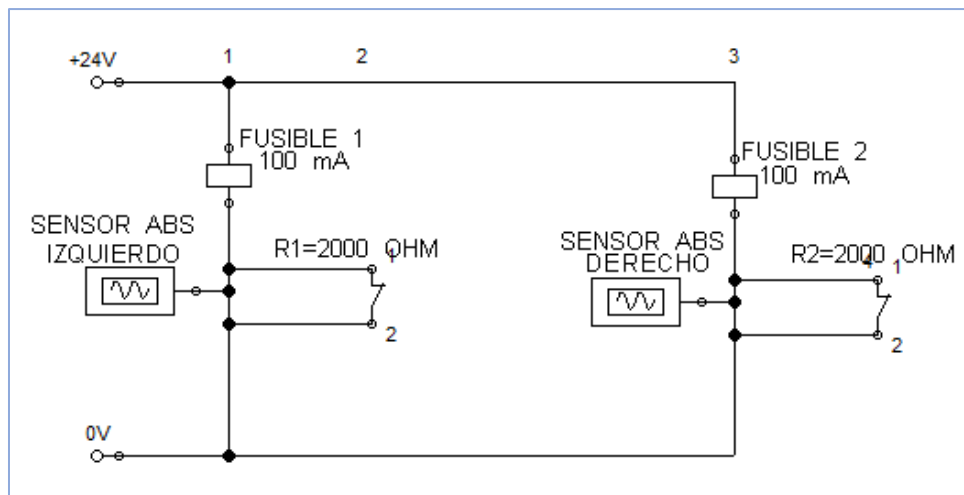 +24V
1
2
3
FUSIBLE 1
100 mA
FUSIBLE 2
100 mA
SENSOR ABS
IZQUIERDO
R1=2000 OHM
1
2
SENSOR ABS
DERECHO
R2=2000 OHM
4
1
2
0V